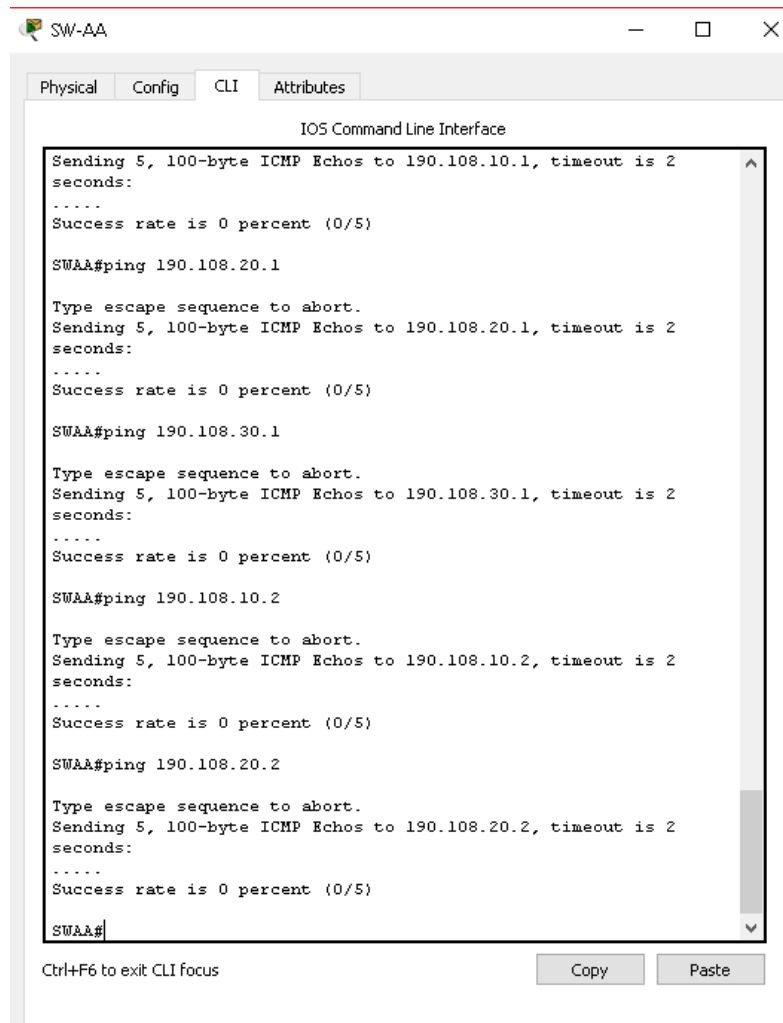 SW-AA
Physical Config CLI Attributes
IOS Command Line Interface
Sending 5, 100-byte ICMP Echos to 190.108.10.1, timeout is 2
seconds:
.....
Success rate is 0 percent (0/5)
SWAA#ping 190.108.20.1
Type escape sequence to abort.
Sending 5, 100-byte ICMP Echos to 190.108.20.1, timeout is 2
seconds:
.....
Success rate is 0 percent (0/5)
SWAA#ping 190.108.30.1
Type escape sequence to abort.
Sending 5, 100-byte ICMP Echos to 190.108.30.1, timeout is 2
seconds:
.....
Success rate is 0 percent (0/5)
SWAA#ping 190.108.10.2
Type escape sequence to abort.
Sending 5, 100-byte ICMP Echos to 190.108.10.2, timeout is 2
seconds:
.....
Success rate is 0 percent (0/5)
SWAA#ping 190.108.20.2
Type escape sequence to abort.
Sending 5, 100-byte ICMP Echos to 190.108.20.2, timeout is 2
seconds:
.....
Success rate is 0 percent (0/5)
SWAA#
Ctrl+F6 to exit CLI focus Copy Paste